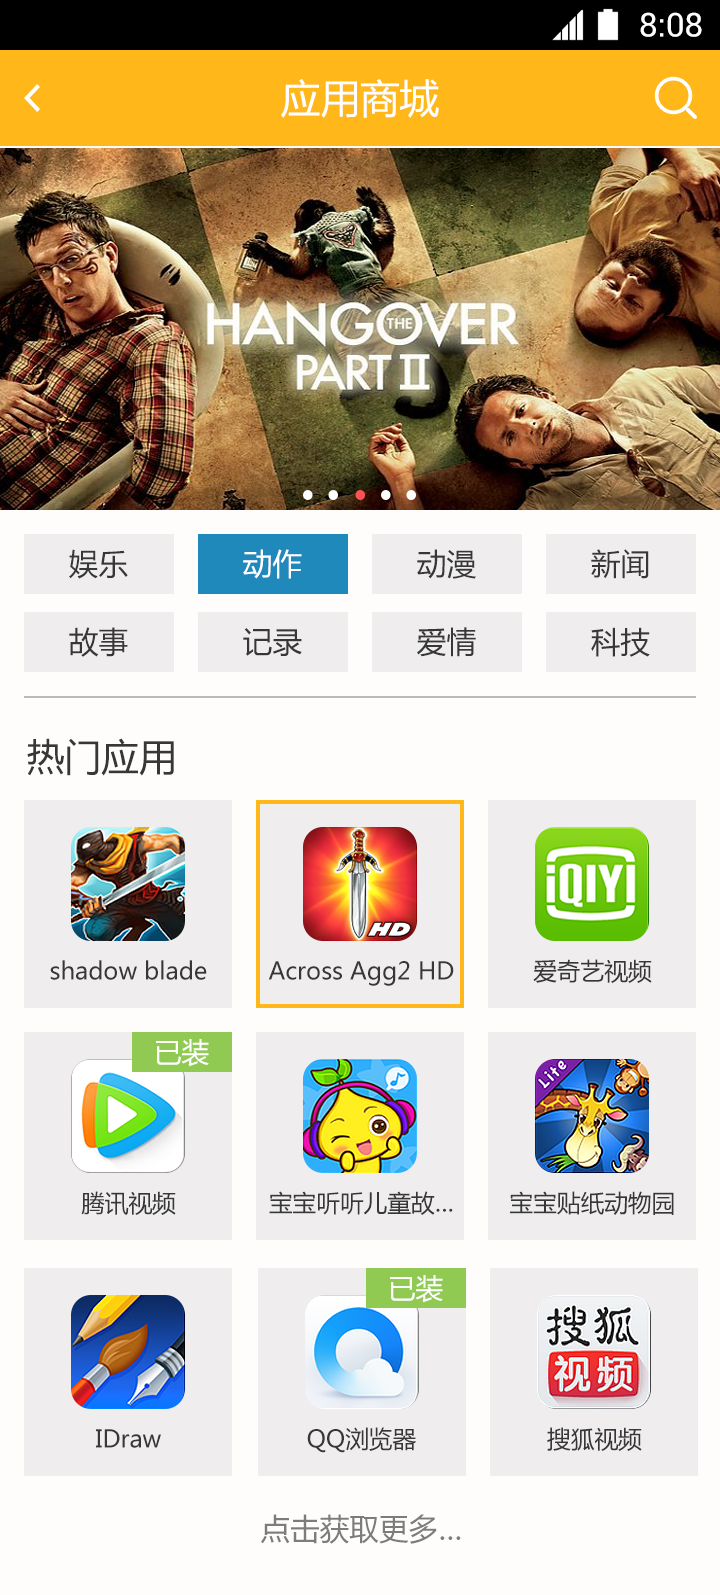 8:08
应用商城
THE
HANGOVER
PART II
娱乐 动作 动漫 新闻
故事 记录 爱情 科技
热门应用
HD
iQIYI
shadow blade Across Agg2 HD 爱奇艺视频
已装
Lite
腾讯视频 宝宝听听儿童故... 宝宝贴纸动物园
已装
搜狐
视频
IDraw QQ浏览器 搜狐视频
点击获取更多...